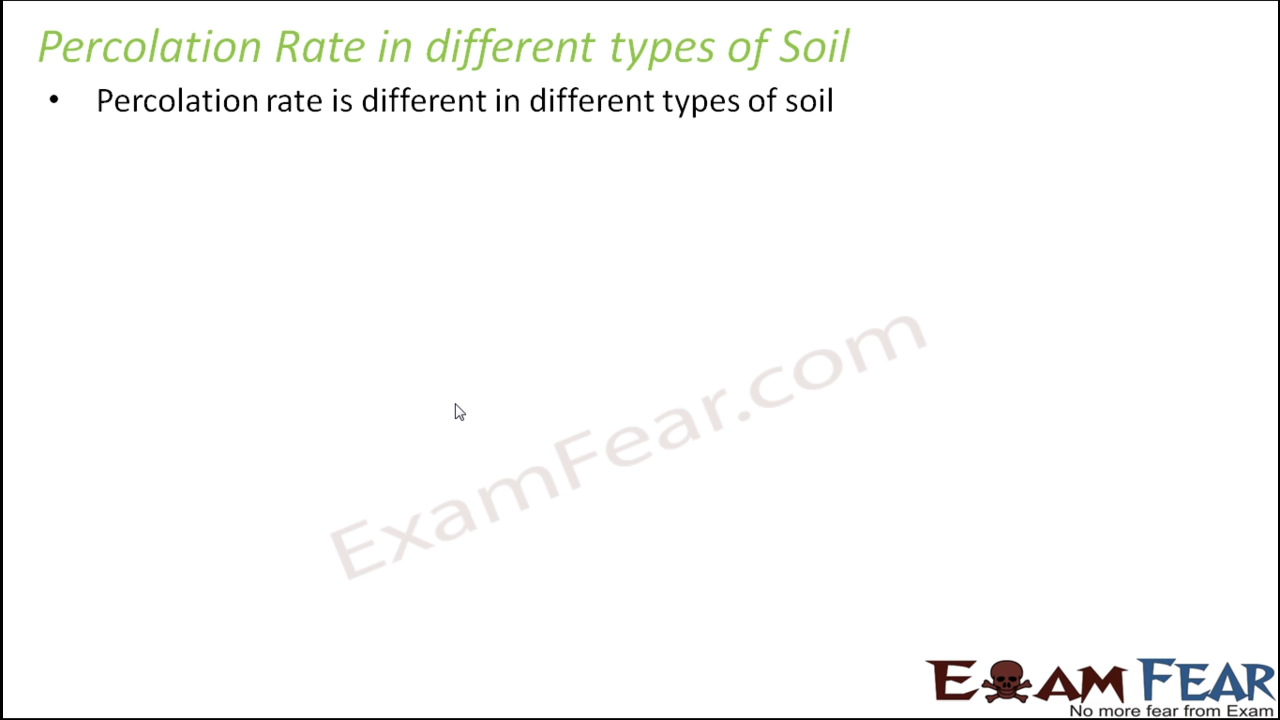 Percolation Rate in different types of Soil
• Percolation rate is different in different types of soil
ExamFear.com
EXAM FEAR
No more fear from Exam